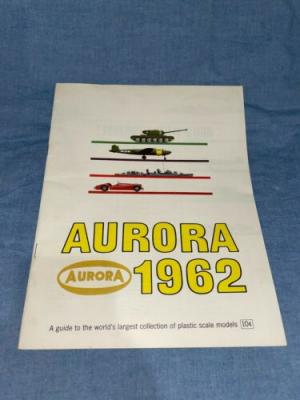 AURORA
AURORA 1962
A guide to the world's largest collection of plastic scale models 10¢